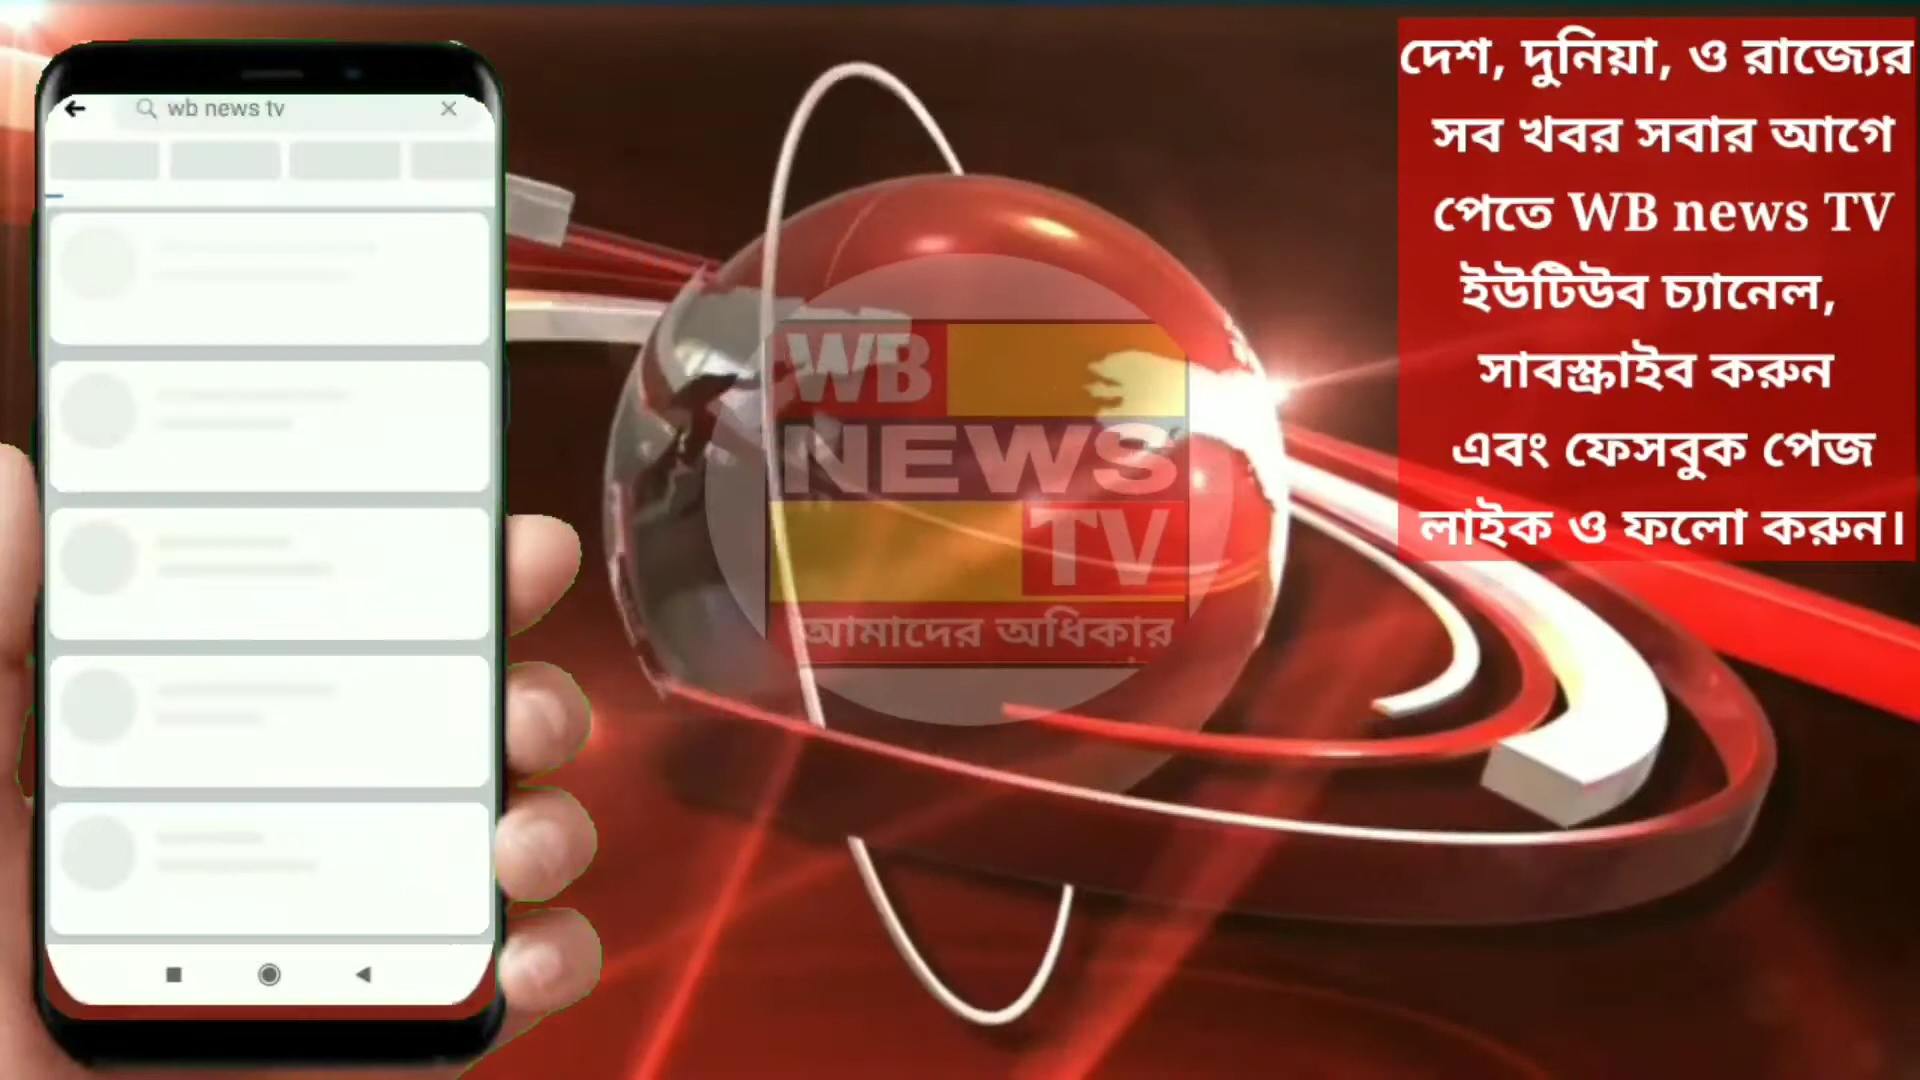 wb news tv
দেশ, দুনিয়া, ও রাজ্যের
সব খবর সবার আগে
পেতে WB news TV
ইউটিউব চ্যানেল,
সাবস্ক্রাইব করুন
এবং ফেসবুক পেজ
লাইক ও ফলো করুন।
WB
NEWS
TV
আমাদের অধিকার